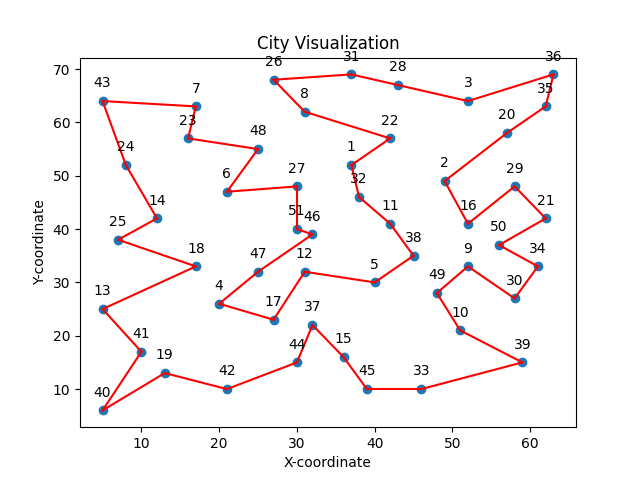 City Visualization
26 31 28 36
43 7 8 3 35
23 48 22 20
24 6 27 1 32 2 29
14 51 46 11 16 21
25 18 47 12 38 50 34
13 4 17 5 49 9 30
41 19 37 15 10 39
40 42 44 45 33
70
60
50
40
30
20
10
Y-coordinate
10 20 30 40 50 60
X-coordinate